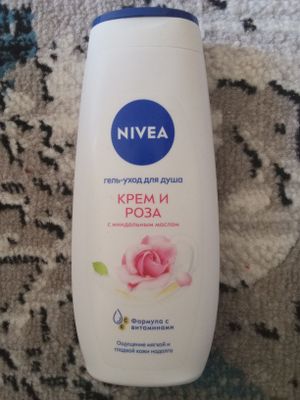 NIVEA
гель-уход для душа
КРЕМ И
РОЗА
с миндальным маслом
C
E
Формула с
витаминами
Ощущение мягкой и
гладкой кожи надолго